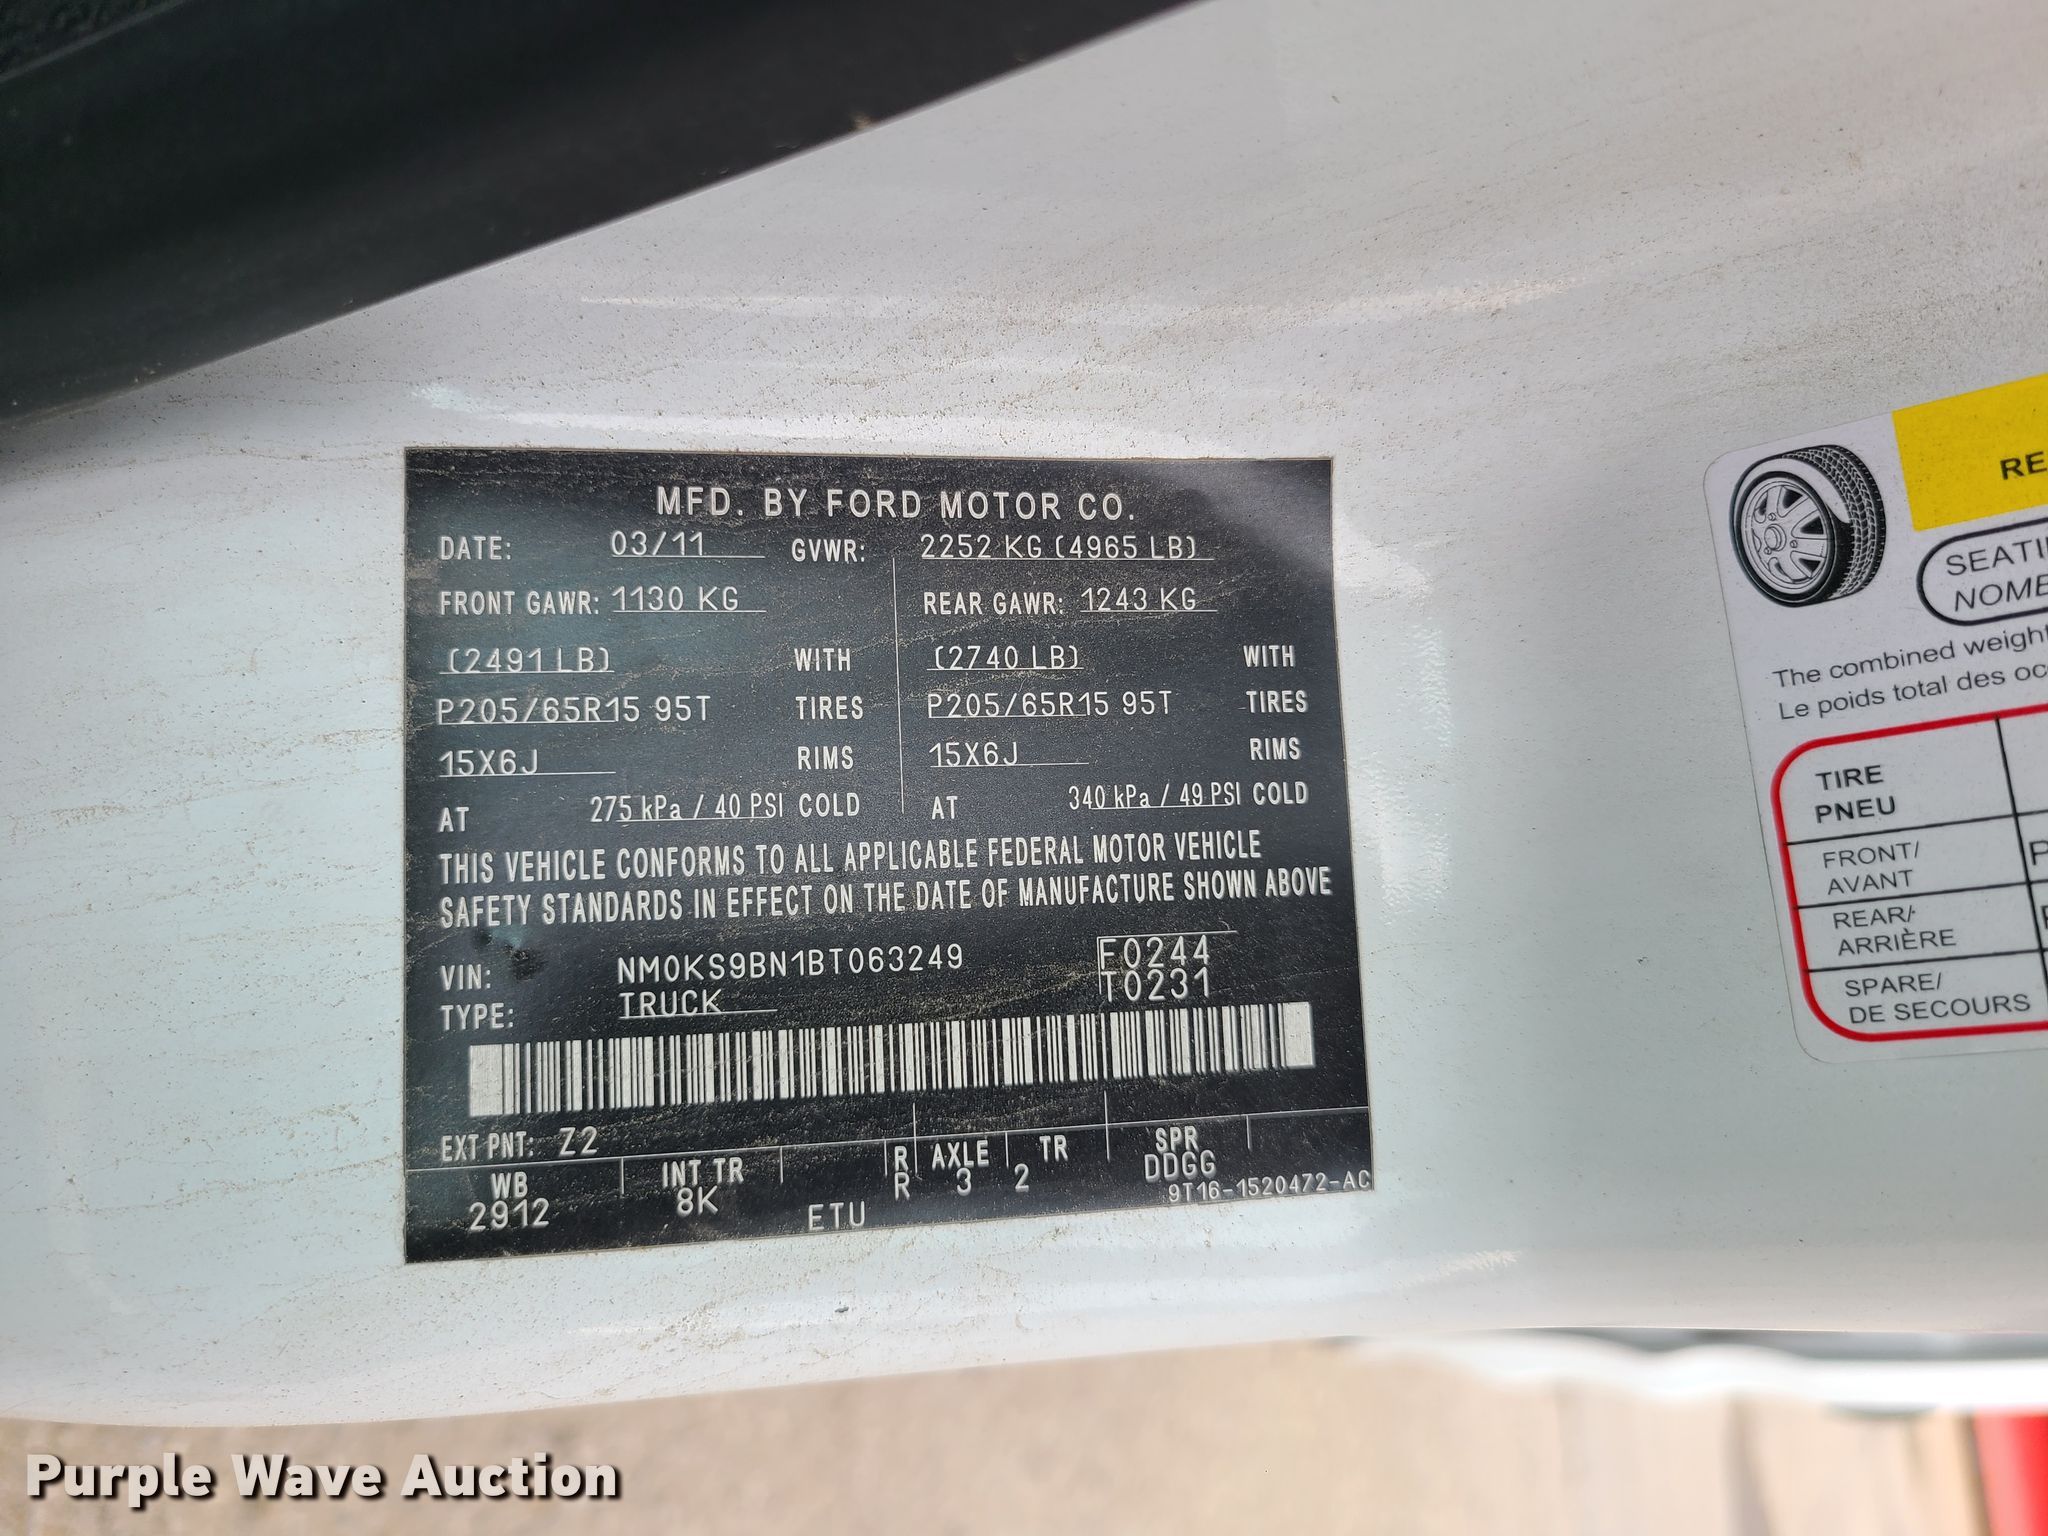 MFD. BY FORD MOTOR CO.
DATE: 03/11 GVWR: 2252 KG (4965 LB)
FRONT GAWR: 1130 KG REAR GAWR: 1243 KG
(2491 LB) WITH (2740 LB) WITH
P205/65R15 95T TIRES P205/65R15 95T TIRES
15X6J RIMS 15X6J RIMS
AT 275 kPa / 40 PSI COLD AT 340 kPa / 49 PSI COLD
THIS VEHICLE CONFORMS TO ALL APPLICABLE FEDERAL MOTOR VEHICLE
SAFETY STANDARDS IN EFFECT ON THE DATE OF MANUFACTURE SHOWN ABOVE
VIN: NM0KS9BN1BT063249 F0244
TYPE: TRUCK T0231
EXT PNT: Z2
WB INT TR R AXLE TR SPR
2912 8K ETU R 3 2 DDGG
9T16-1520472-AC
RE
SEATI
NOMB
The combined weight
Le poids total des oc
TIRE
PNEU
FRONT/
AVANT
P
REAR/
ARRIÈRE
SPARE/
DE SECOURS
Purple Wave Auction